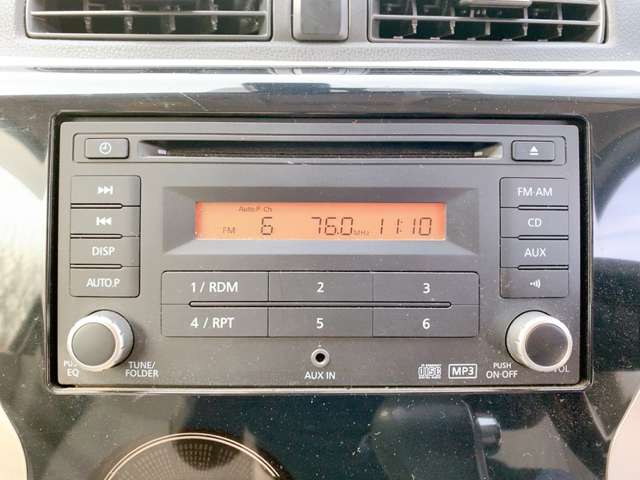 FM·AM
DISP
CD
AUTO.P
AUX
Auto.P Ch
FM 6 76.0 MHz 11:10
1 / RDM 2 3
4 / RPT 5 6
PUSH
EQ
TUNE/
FOLDER
AUX IN
MP3
PUSH
ON·OFF
VOL